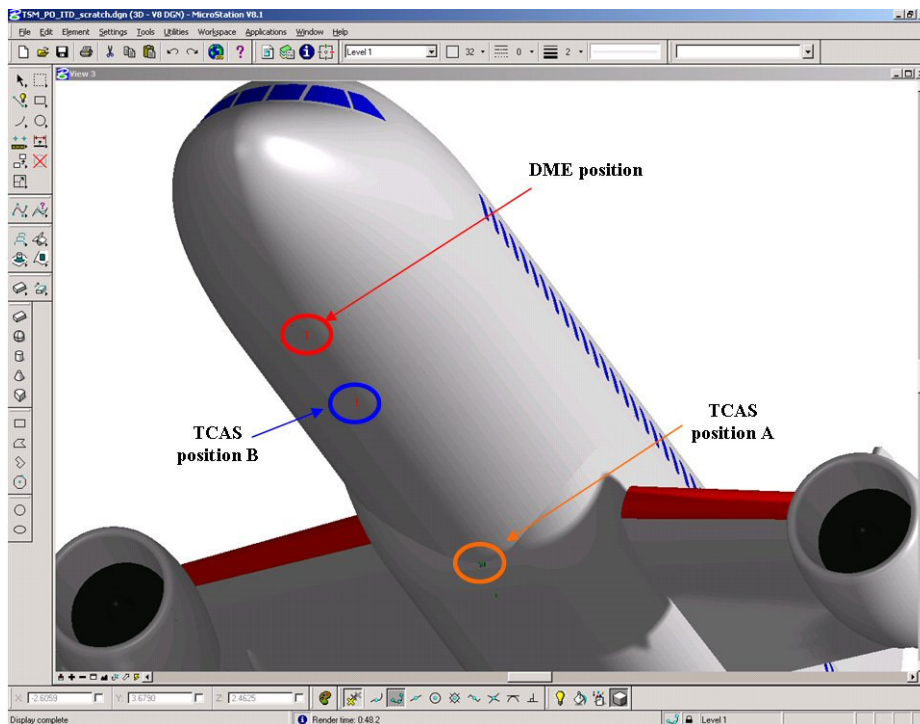 TSM_PO_ITD_scratch.dgn (3D - V8 DGN) - MicroStation V8.1
File Edit Element Settings Tools Utilities Workspace Applications Window Help
Level 1 32 0 2
View 3
DME position
TCAS
position B
TCAS
position A
X: -2.6059 Y: 3.6790 Z: 2.4625
Display complete Render time: 0:48.2 Level 1